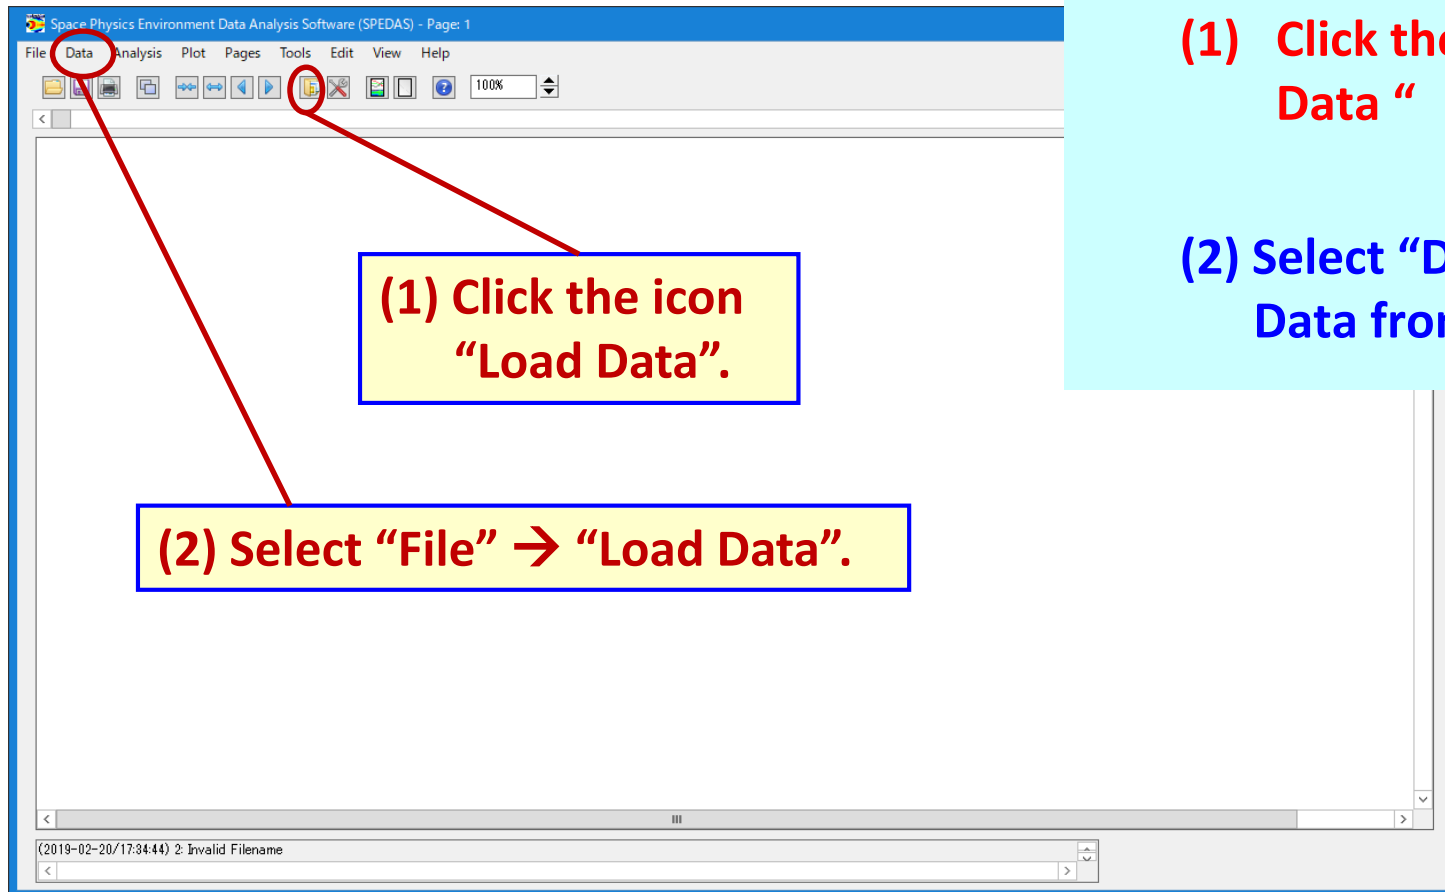 Space Physics Environment Data Analysis Software (SPEDAS) - Page: 1
File Data Analysis Plot Pages Tools Edit View Help
100%
(1) Click the
Data “
(2) Select “D
Data from
(1) Click the icon
“Load Data”.
(2) Select “File” → “Load Data”.
(2019-02-20/17:34:44) 2: Invalid Filename